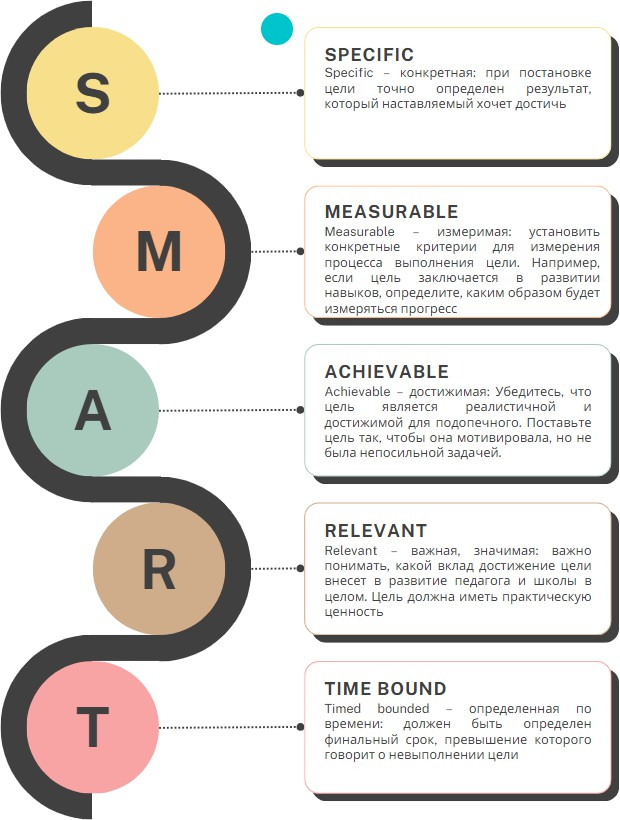 S
SPECIFIC
Specific – конкретная: при постановке
цели точно определен результат,
который наставляемый хочет достичь
M
MEASURABLE
Measurable – измеримая: установить
конкретные критерии для измерения
процесса выполнения цели. Например,
если цель заключается в развитии
навыков, определите, каким образом будет
измеряться прогресс
A
ACHIEVABLE
Achievable – достижимая: Убедитесь, что
цель является реалистичной и
достижимой для подопечного. Поставьте
цель так, чтобы она мотивировала, но не
была непосильной задачей.
R
RELEVANT
Relevant – важная, значимая: важно
понимать, какой вклад достижение цели
внесет в развитие педагога и школы в
целом. Цель должна иметь практическую
ценность
T
TIME BOUND
Timed bounded – определенная по
времени: должен быть определен
финальный срок, превышение которого
говорит о невыполнении цели